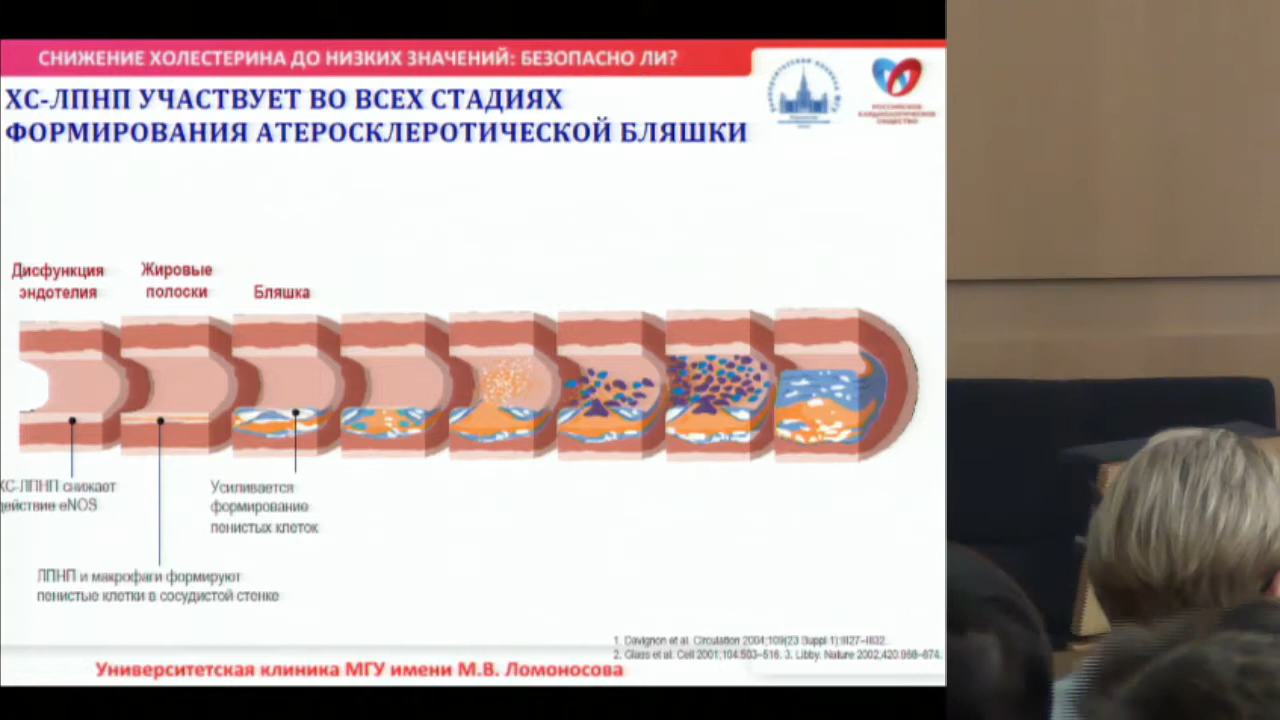 СНИЖЕНИЕ ХОЛЕСТЕРИНА ДО НИЗКИХ ЗНАЧЕНИЙ: БЕЗОПАСНО ЛИ?
ХС-ЛПНП УЧАСТВУЕТ ВО ВСЕХ СТАДИЯХ
ФОРМИРОВАНИЯ АТЕРОСКЛЕРОТИЧЕСКОЙ БЛЯШКИ
РОССИЙСКОЕ
КАРДИОЛОГИЧЕСКОЕ
ОБЩЕСТВО
Дисфункция
эндотелия
Жировые
полоски
Бляшка
ХС-ЛПНП снижает
действие eNOS
Усиливается
формирование
пенистых клеток
ЛПНП и макрофаги формируют
пенистые клетки в сосудистой стенке
1. Davignon et al. Circulation 2004;109(23 Suppl 1):III27–III32.
2. Glass et al. Cell 2001;104:503–516. 3. Libby. Nature 2002;420:868–874.
Университетская клиника МГУ имени М.В. Ломоносова